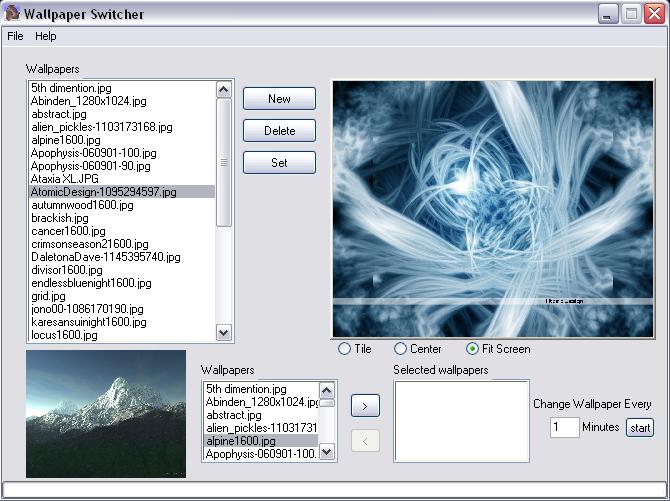 Wallpaper Switcher
File Help
Wallpapers
5th dimention.jpg
Abinden_1280x1024.jpg
abstract.jpg
alien_pickles-1103173168.jpg
alpine1600.jpg
Apophysis-060901-100.jpg
Apophysis-060901-90.jpg
Ataxia XL.JPG
AtomicDesign-1095294597.jpg
autumnwood1600.jpg
brackish.jpg
cancer1600.jpg
crimsonseason21600.jpg
DaletonaDave-1145395740.jpg
divisor1600.jpg
endlessbluenight1600.jpg
grid.jpg
jono00-1086170190.jpg
karesansuinight1600.jpg
locus1600.jpg
New
Delete
Set
Tile Center Fit Screen
Wallpapers
5th dimention.jpg
Abinden_1280x1024.jpg
abstract.jpg
alien_pickles-11031731
alpine1600.jpg
Apophysis-060901-100.
>
<
Selected wallpapers
Change Wallpaper Every
1 Minutes start